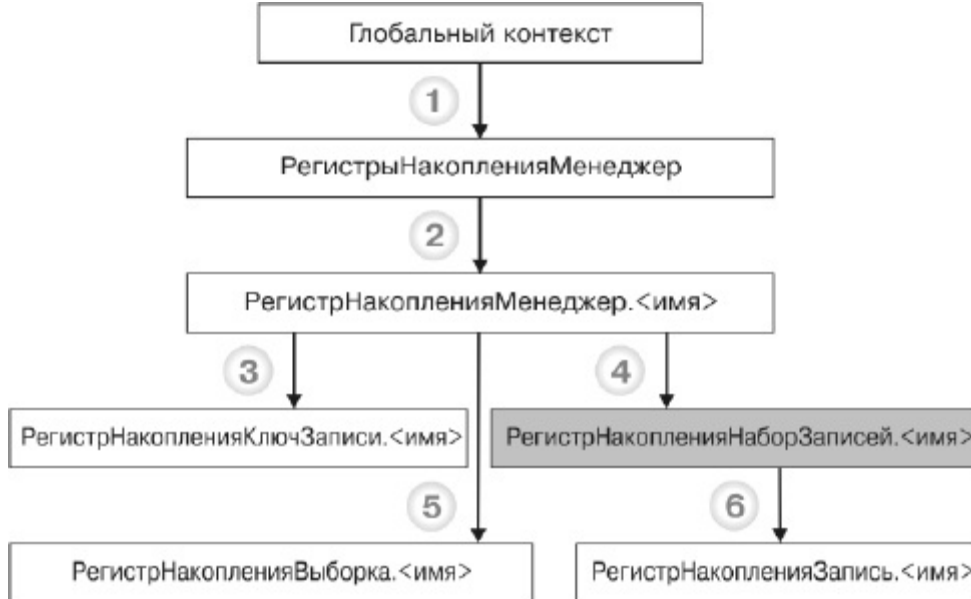 Глобальный контекст
1
РегистрыНакопленияМенеджер
2
РегистрНакопленияМенеджер.<имя>
3
4
РегистрНакопленияКлючЗаписи.<имя>
РегистрНакопленияНаборЗаписей.<имя>
5
6
РегистрНакопленияВыборка.<имя>
РегистрНакопленияЗапись.<имя>